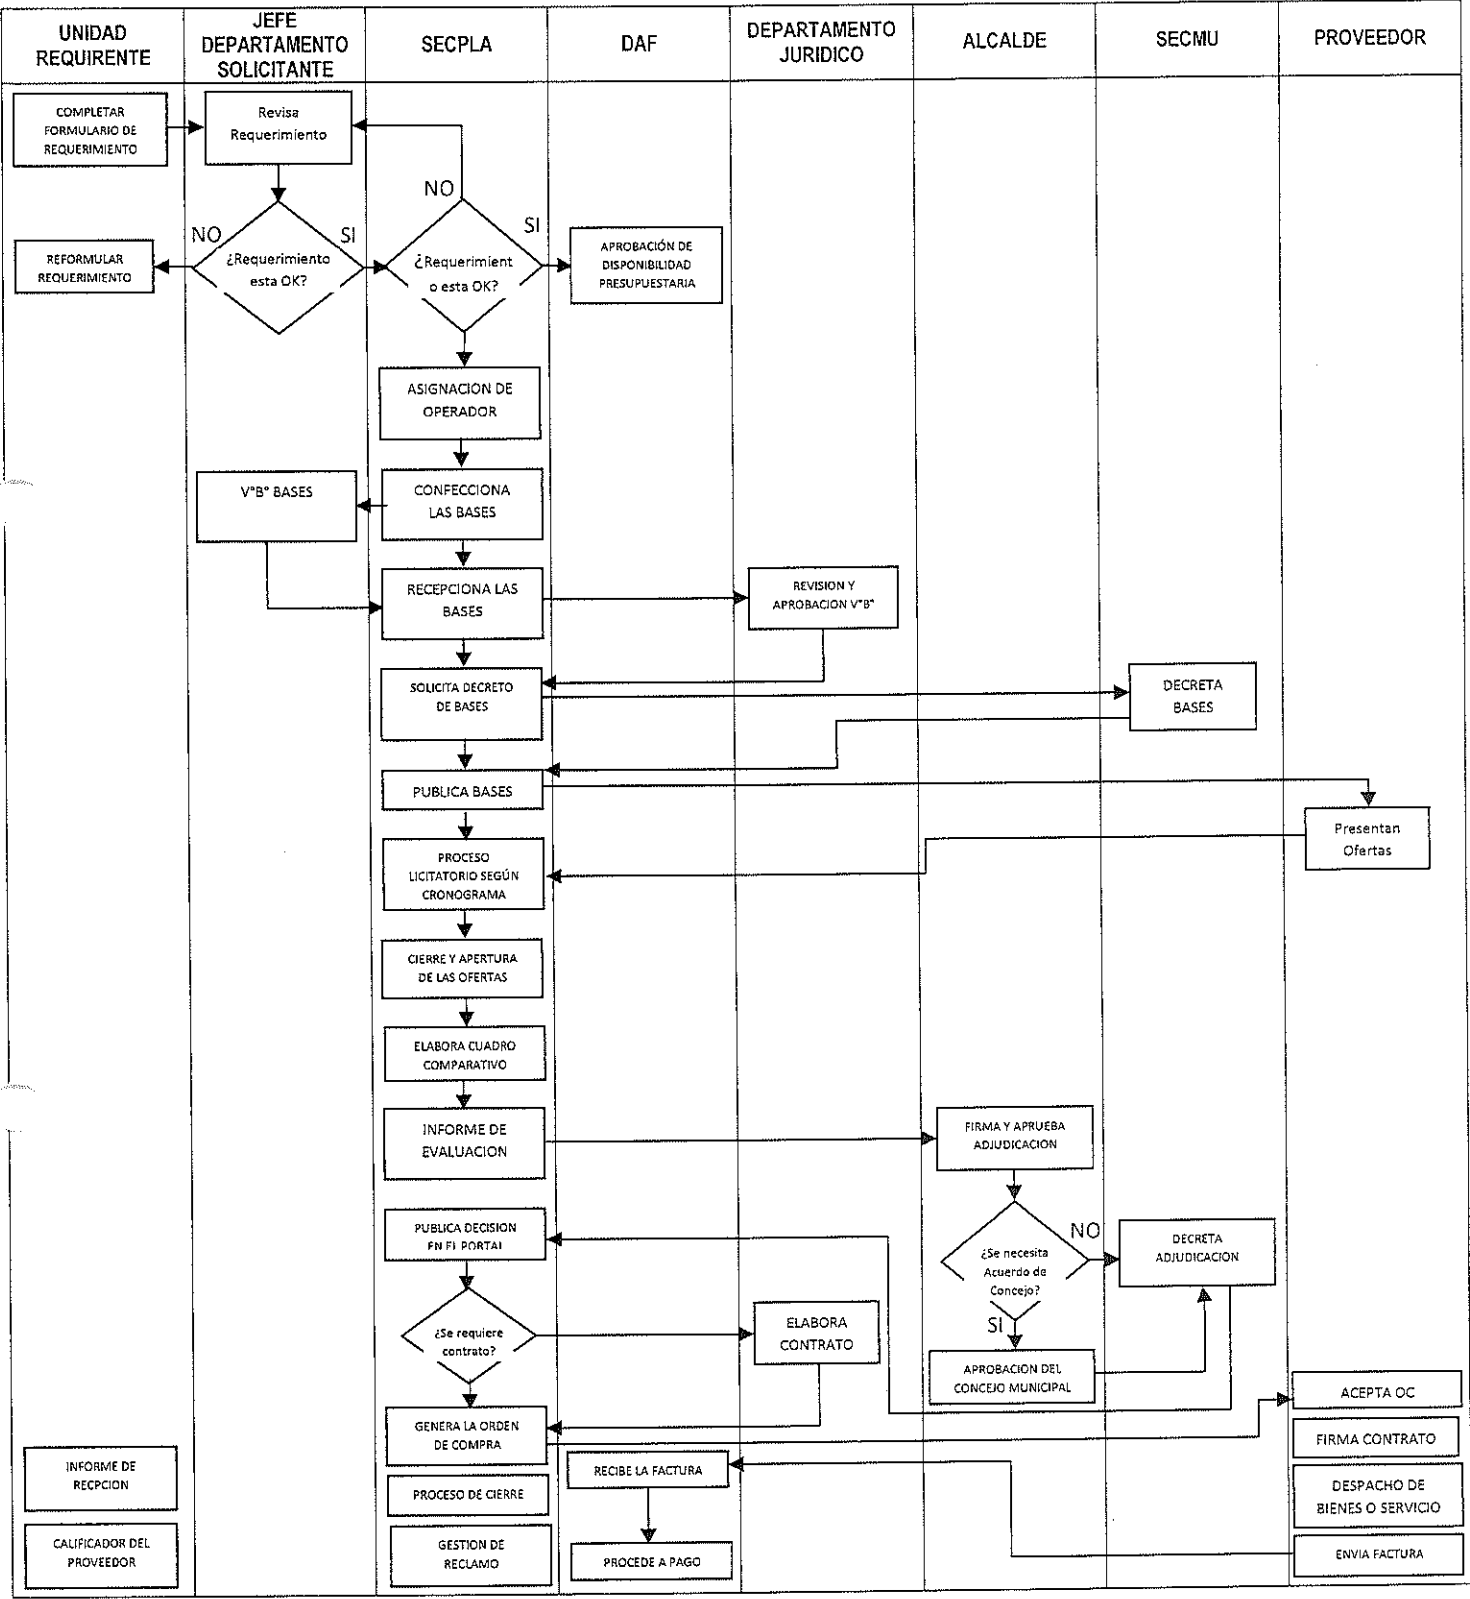 UNIDAD
REQUIRENTE
JEFE
DEPARTAMENTO
SOLICITANTE
SECPLA
DAF
DEPARTAMENTO
JURIDICO
ALCALDE
SECMU
PROVEEDOR
COMPLETAR
FORMULARIO DE
REQUERIMIENTO
Revisa
Requerimiento
NO
SI
NO
SI
REFORMULAR
REQUERIMIENTO
¿Requerimiento
esta OK?
¿Requerimient
o esta OK?
APROBACIÓN DE
DISPONIBILIDAD
PRESUPUESTARIA
ASIGNACION DE
OPERADOR
V°B° BASES
CONFECCIONA
LAS BASES
RECEPCIONA LAS
BASES
REVISION Y
APROBACION V°B°
SOLICITA DECRETO
DE BASES
DECRETA
BASES
PUBLICA BASES
Presentan
Ofertas
PROCESO
LICITATORIO SEGÚN
CRONOGRAMA
CIERRE Y APERTURA
DE LAS OFERTAS
ELABORA CUADRO
COMPARATIVO
INFORME DE
EVALUACION
FIRMA Y APRUEBA
ADJUDICACION
PUBLICA DECISION
EN EL PORTAL
¿Se necesita
Acuerdo de
Concejo?
NO
SI
DECRETA
ADJUDICACION
¿Se requiere
contrato?
ELABORA
CONTRATO
APROBACION DEL
CONCEJO MUNICIPAL
GENERA LA ORDEN
DE COMPRA
ACEPTA OC
FIRMA CONTRATO
INFORME DE
RECPCION
PROCESO DE CIERRE
RECIBE LA FACTURA
DESPACHO DE
BIENES O SERVICIO
CALIFICADOR DEL
PROVEEDOR
GESTION DE
RECLAMO
PROCEDE A PAGO
ENVIA FACTURA